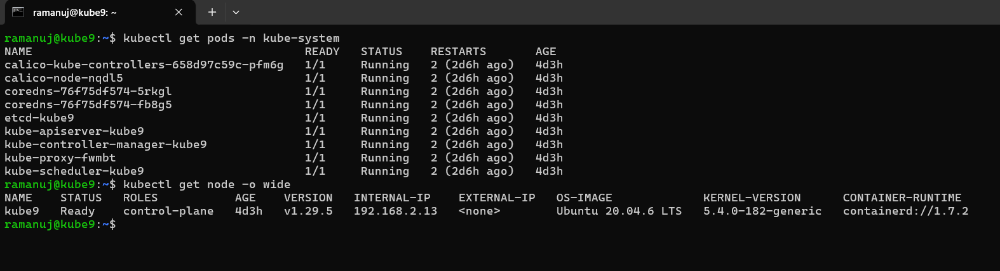 ramanuj@kube9: ~
ramanuj@kube9:~$ kubectl get pods -n kube-system
NAME READY STATUS RESTARTS AGE
calico-kube-controllers-658d97c59c-pfm6g 1/1 Running 2 (2d6h ago) 4d3h
calico-node-nqdl5 1/1 Running 2 (2d6h ago) 4d3h
coredns-76f75df574-5rkgl 1/1 Running 2 (2d6h ago) 4d3h
coredns-76f75df574-fb8g5 1/1 Running 2 (2d6h ago) 4d3h
etcd-kube9 1/1 Running 2 (2d6h ago) 4d3h
kube-apiserver-kube9 1/1 Running 2 (2d6h ago) 4d3h
kube-controller-manager-kube9 1/1 Running 2 (2d6h ago) 4d3h
kube-proxy-fwmbt 1/1 Running 2 (2d6h ago) 4d3h
kube-scheduler-kube9 1/1 Running 2 (2d6h ago) 4d3h
ramanuj@kube9:~$ kubectl get node -o wide
NAME STATUS ROLES AGE VERSION INTERNAL-IP EXTERNAL-IP OS-IMAGE KERNEL-VERSION CONTAINER-RUNTIME
kube9 Ready control-plane 4d3h v1.29.5 192.168.2.13 <none> Ubuntu 20.04.6 LTS 5.4.0-182-generic containerd://1.7.2
ramanuj@kube9:~$